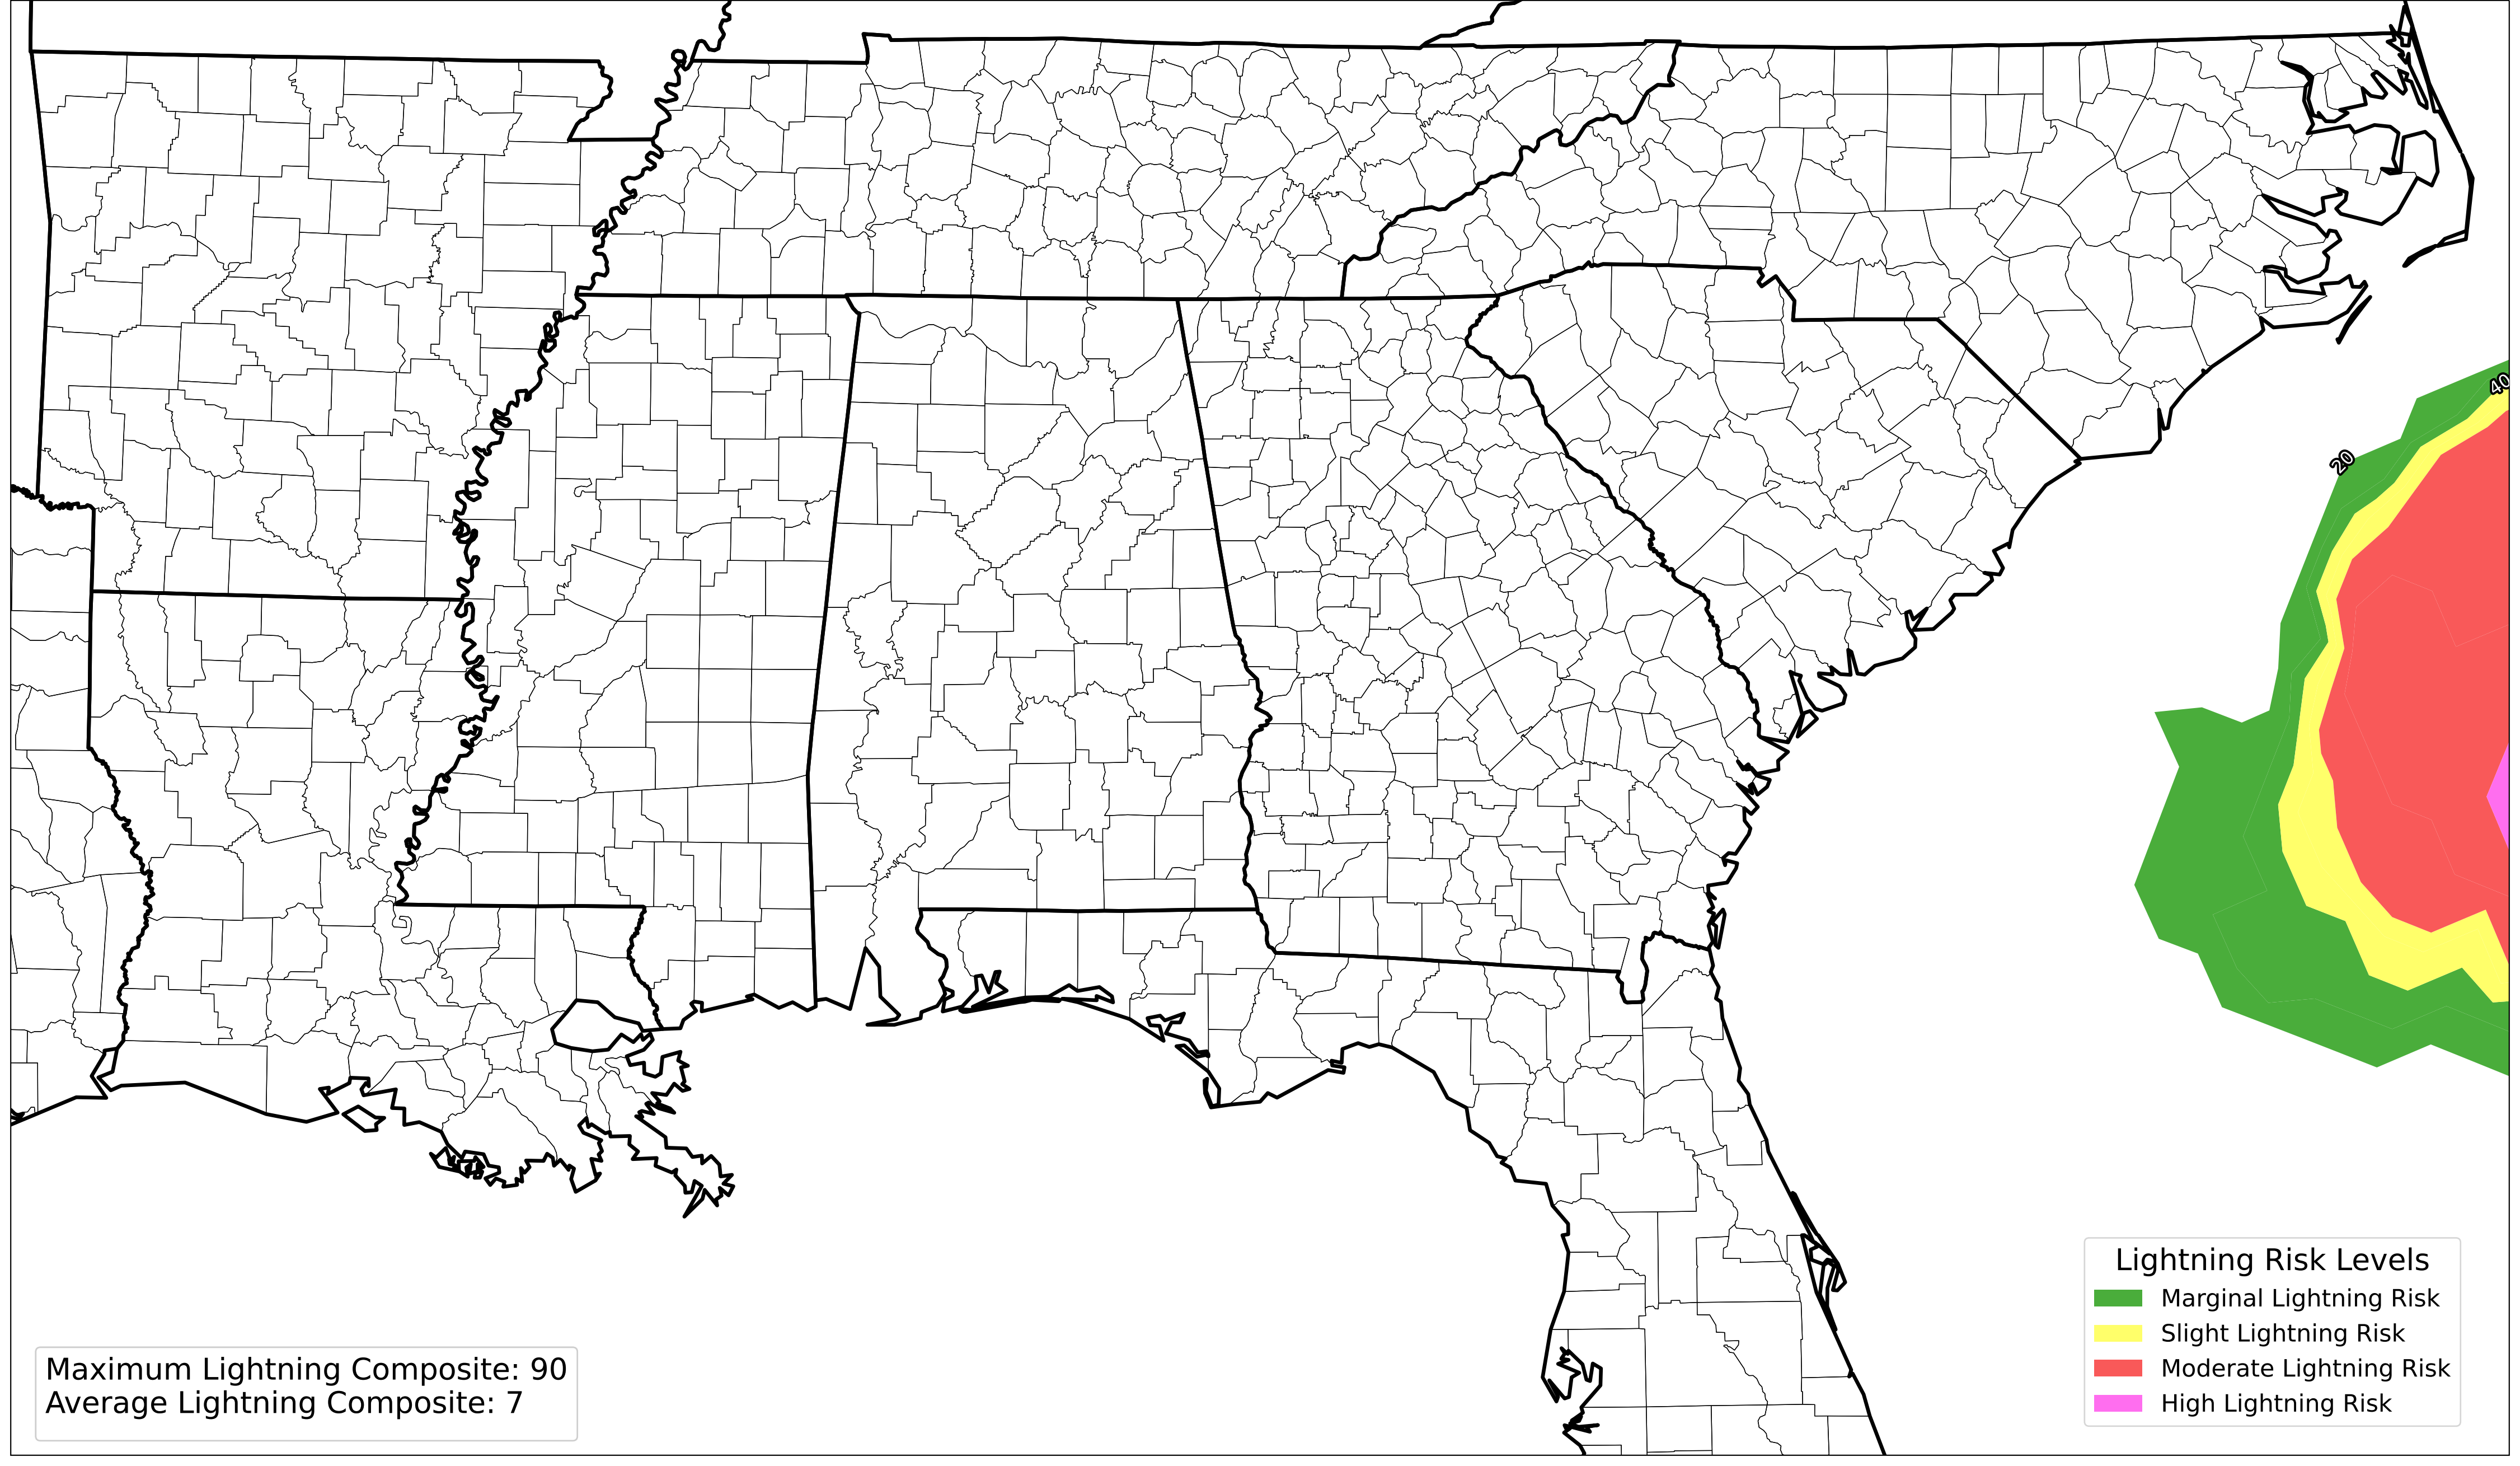 40
20
Lightning Risk Levels
Marginal Lightning Risk
Slight Lightning Risk
Moderate Lightning Risk
High Lightning Risk
Maximum Lightning Composite: 90
Average Lightning Composite: 7